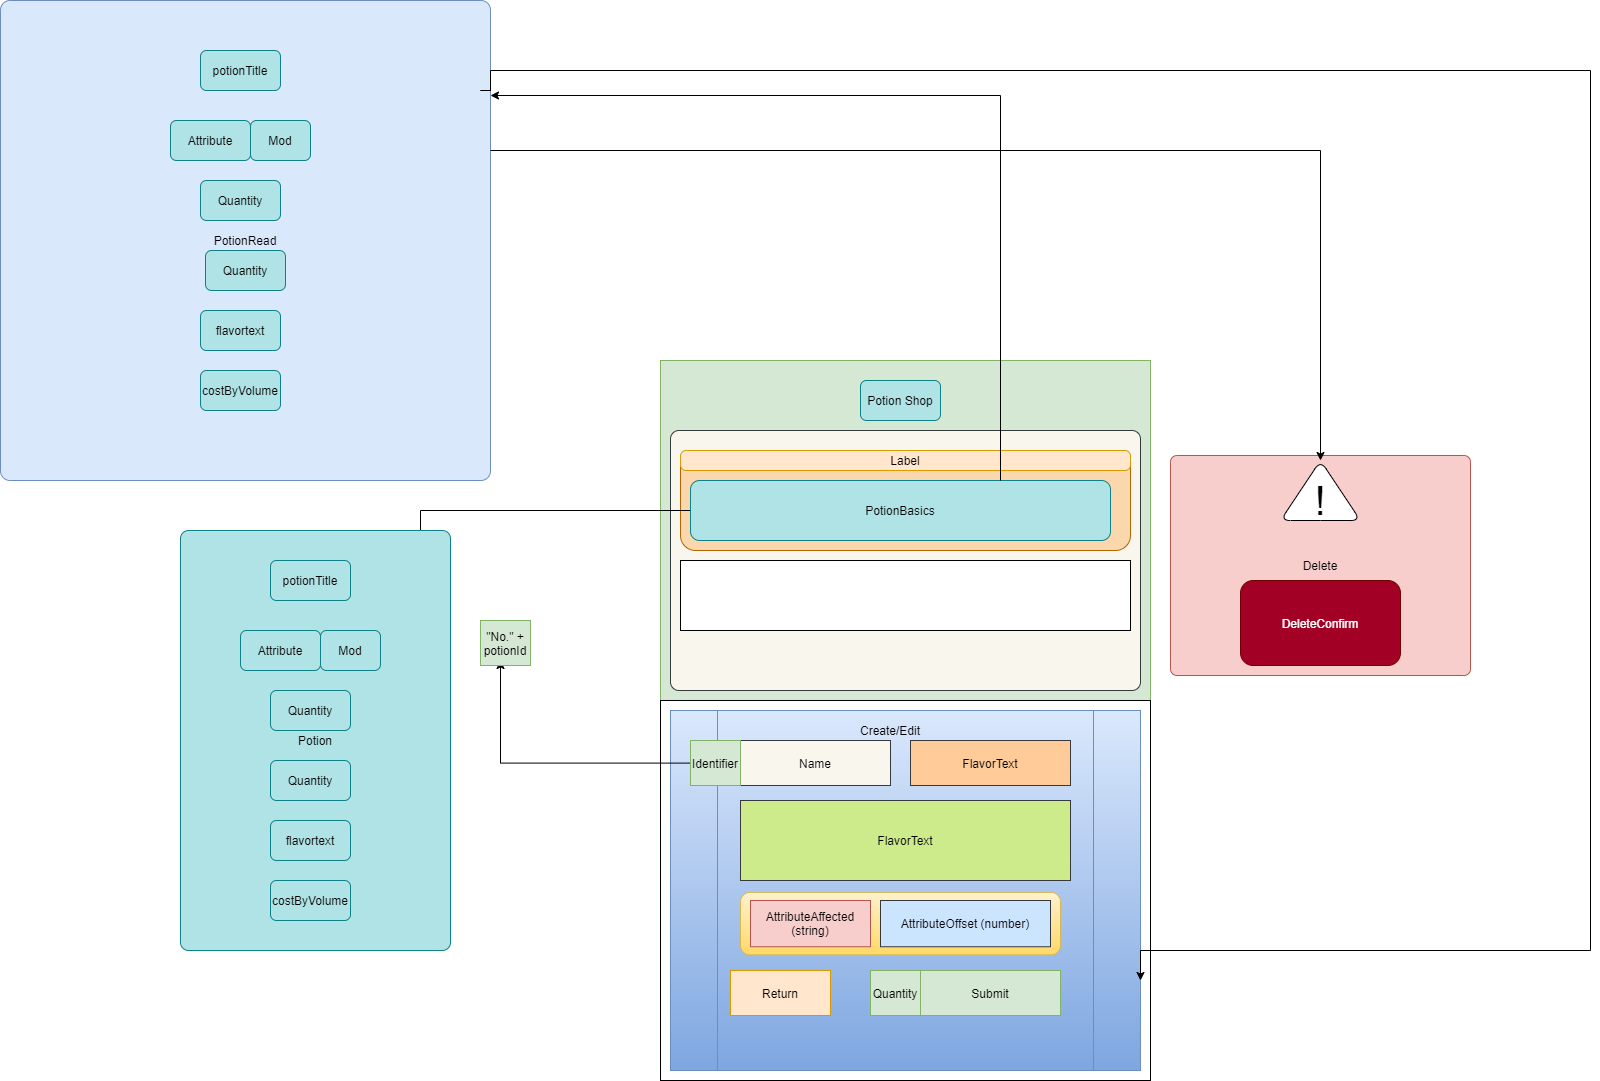 potionTitle
Attribute
Mod
Quantity
PotionRead
Quantity
flavortext
costByVolume
Potion Shop
Label
PotionBasics
!
Delete
DeleteConfirm
potionTitle
Attribute
Mod
Quantity
Potion
Quantity
flavortext
costByVolume
"No." +
potionId
Create/Edit
Identifier
Name
FlavorText
FlavorText
AttributeAffected
(string)
AttributeOffset (number)
Return
Quantity
Submit